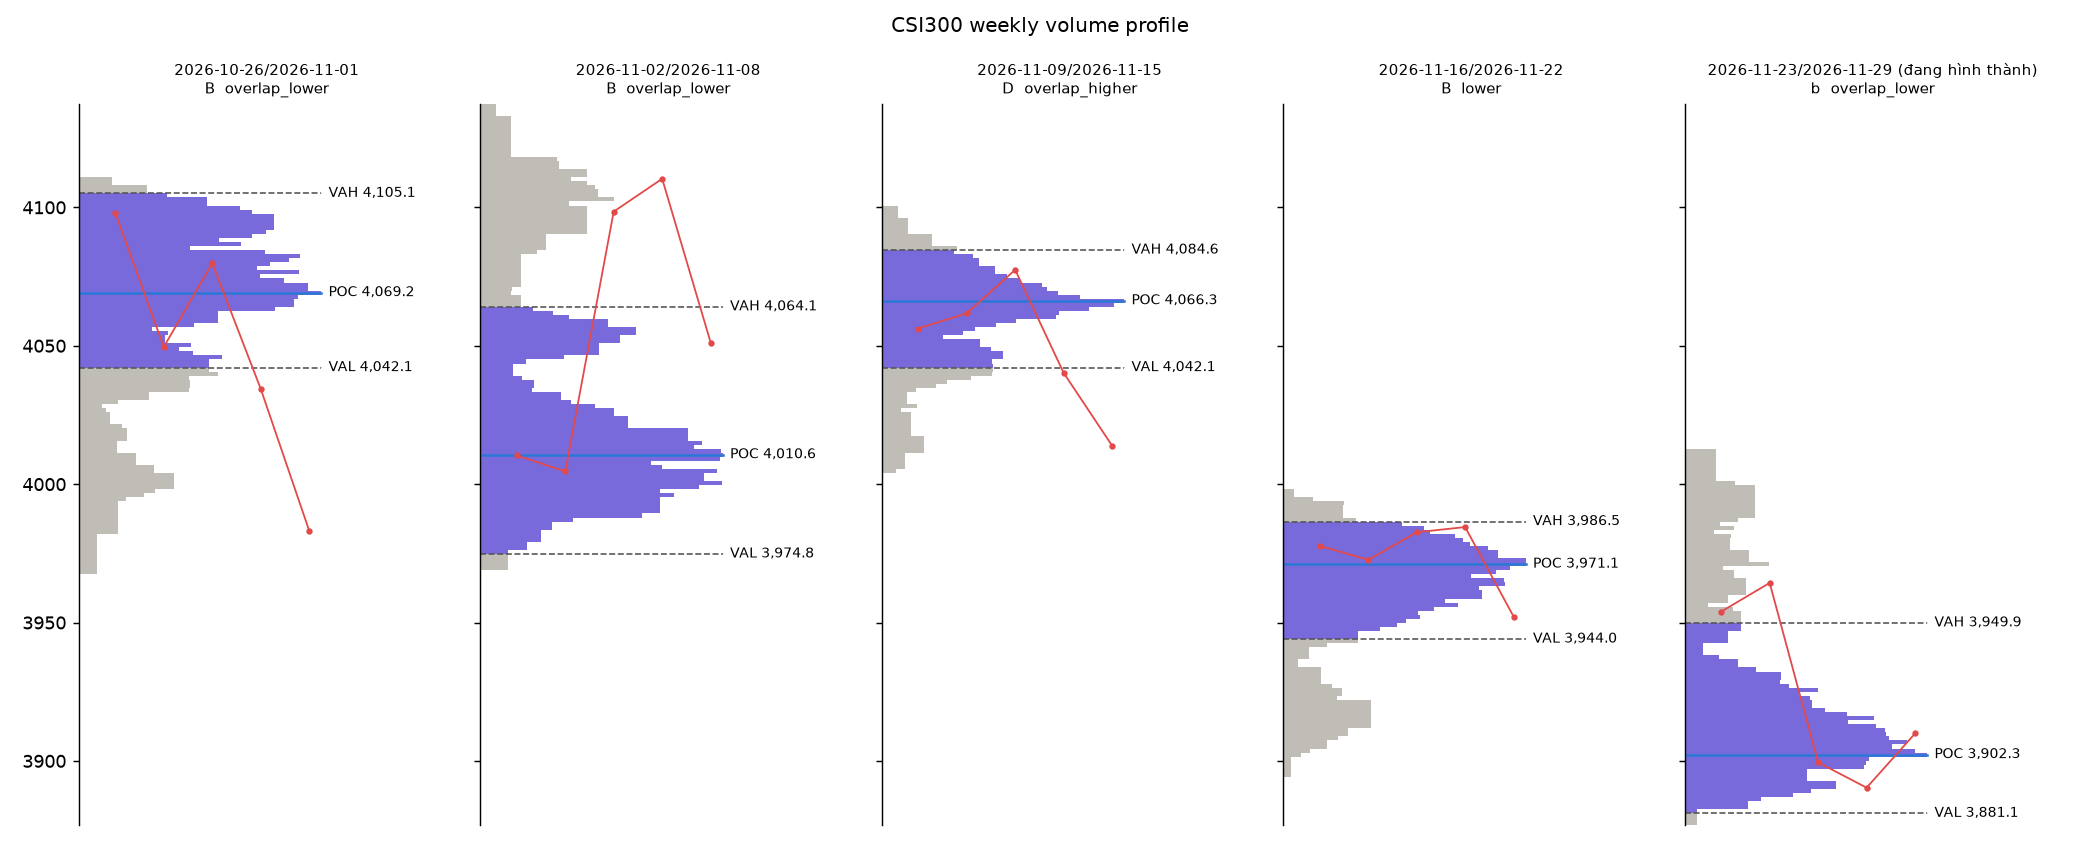 CSI300 weekly volume profile
2026-10-26/2026-11-01
B  overlap_lower
VAH 4,105.1
POC 4,069.2
VAL 4,042.1
4100
4050
4000
3950
3900
2026-11-02/2026-11-08
B  overlap_lower
VAH 4,064.1
POC 4,010.6
VAL 3,974.8
2026-11-09/2026-11-15
D  overlap_higher
VAH 4,084.6
POC 4,066.3
VAL 4,042.1
2026-11-16/2026-11-22
B  lower
VAH 3,986.5
POC 3,971.1
VAL 3,944.0
2026-11-23/2026-11-29 (đang hình thành)
b  overlap_lower
VAH 3,949.9
POC 3,902.3
VAL 3,881.1